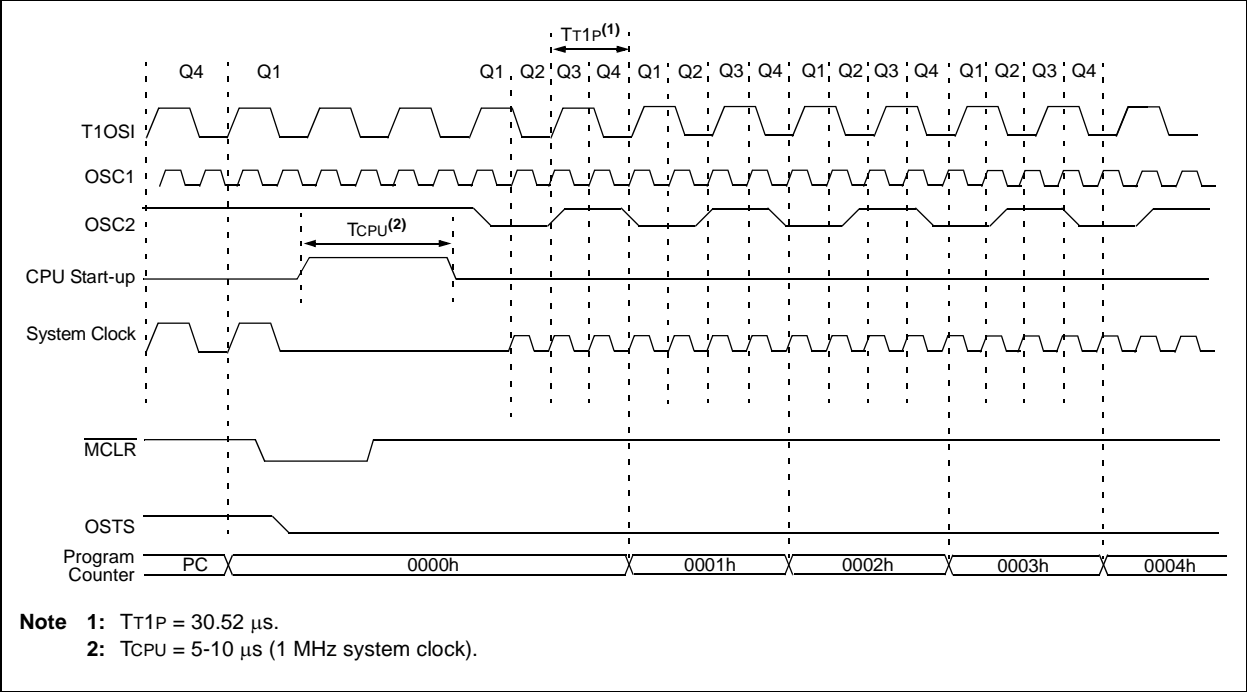 TT1P(1)
Q4 Q1 Q1 Q2 Q3 Q4 Q1 Q2 Q3 Q4 Q1 Q2 Q3 Q4 Q1 Q2 Q3 Q4
T1OSI
OSC1
OSC2
TCPU(2)
CPU Start-up
System Clock
MCLR
OSTS
Program
Counter
PC 0000h 0001h 0002h 0003h 0004h
Note 1: TT1P = 30.52 μs.
2: TCPU = 5-10 μs (1 MHz system clock).